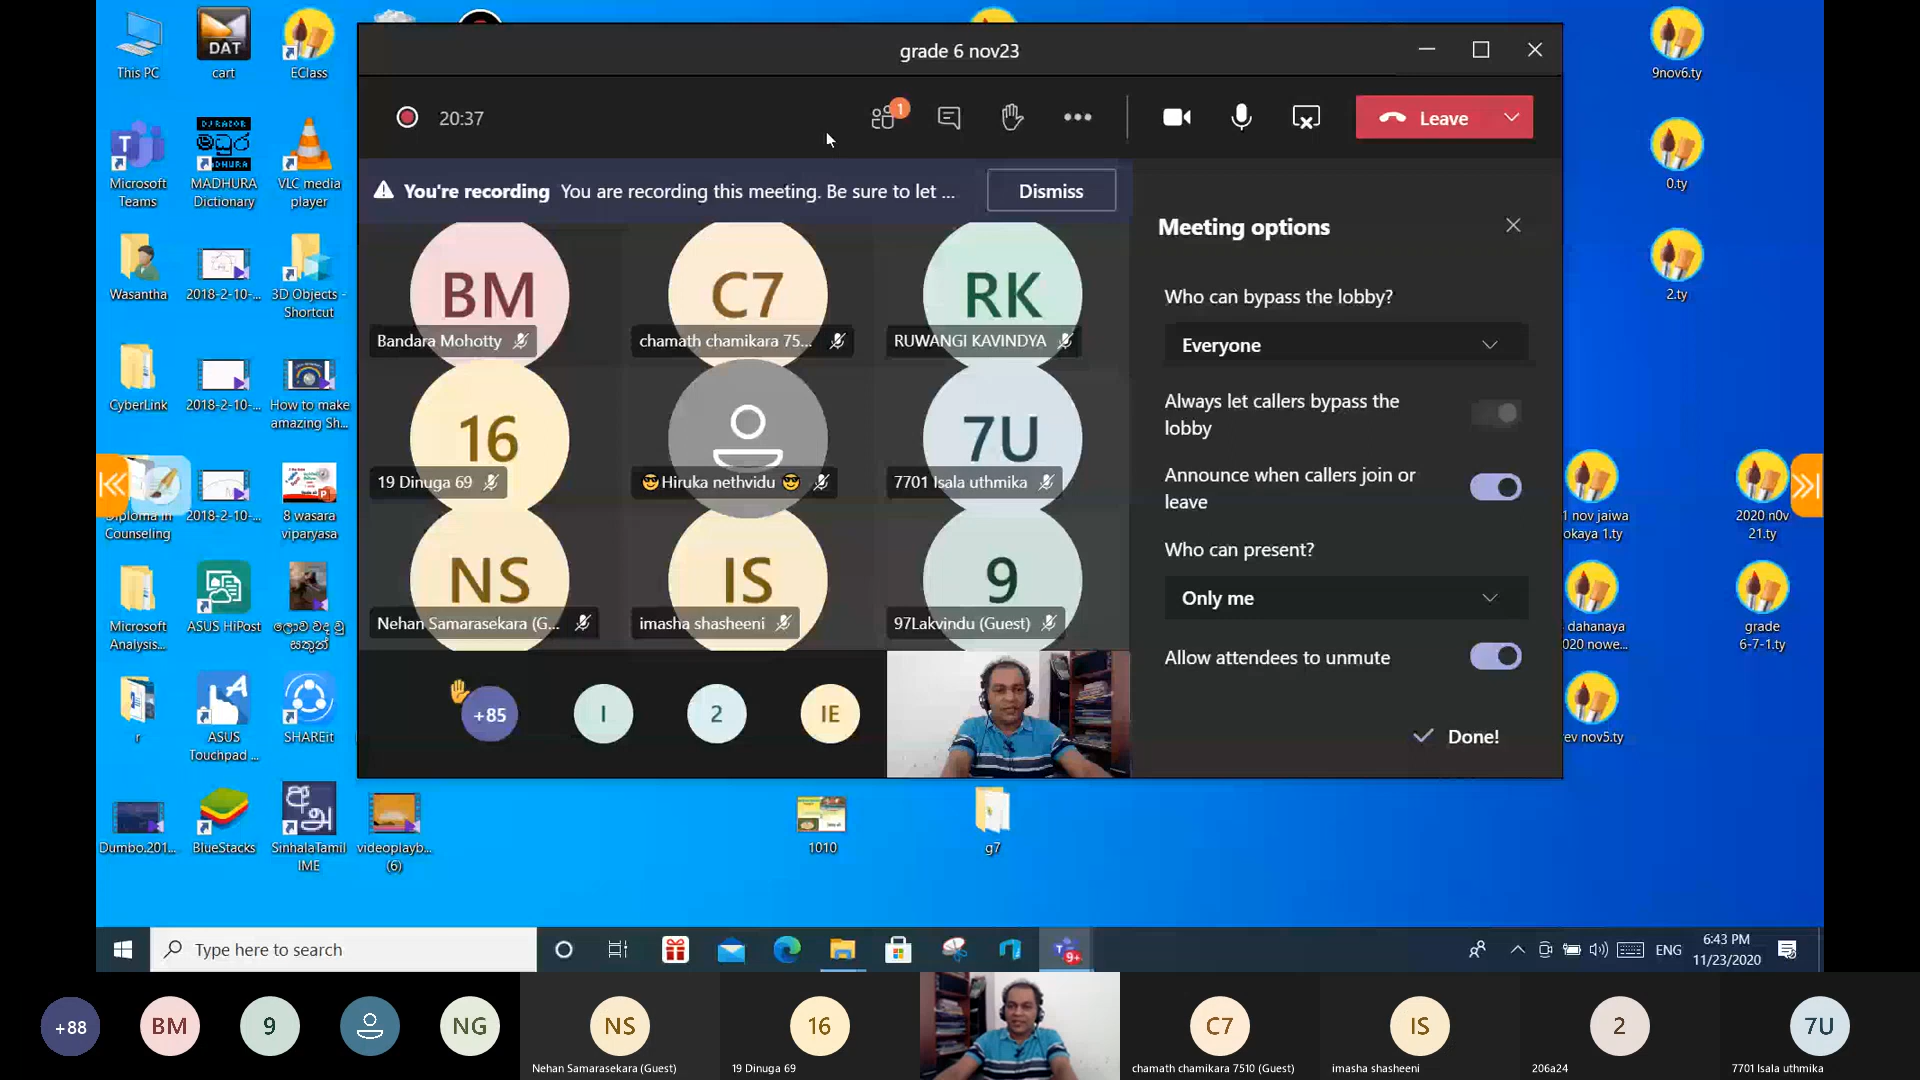 This PC
DAT
cart
EClass
Microsoft
Teams
MADHURA
Dictionary
VLC media
player
Wasantha
2018-2-10-...
3D Objects -
Shortcut
CyberLink
2018-2-10-...
How to make
amazing Sh...
Diploma in
Counseling
2018-2-10-...
8 wasara
viparyasa
Microsoft
Analysis...
ASUS HiPost
ලොව වද වූ
සතුන්
r
ASUS
Touchpad ...
SHAREit
Dumbo.201...
BlueStacks
SinhalaTamil
IME
videoplayb...
(6)
1010
g7
9nov6.ty
0.ty
2.ty
1 nov jaiwa
okaya 1.ty
2020 n0v
21.ty
dahanaya
020 nowe...
grade
6-7-1.ty
ev nov5.ty
grade 6 nov23
20:37
1
Leave
You're recording You are recording this meeting. Be sure to let ...
Dismiss
BM
Bandara Mohotty
C7
chamath chamikara 75...
RK
RUWANGI KAVINDYA
16
19 Dinuga 69
😎Hiruka nethvidu 😎
7U
7701 Isala uthmika
NS
Nehan Samarasekara (G...
IS
imasha shasheeni
9
97Lakvindu (Guest)
+85
I
2
IE
Meeting options
Who can bypass the lobby?
Everyone
Always let callers bypass the
lobby
Announce when callers join or
leave
Who can present?
Only me
Allow attendees to unmute
Done!
Type here to search
9+
ENG
6:43 PM
11/23/2020
+88
BM
9
NG
NS
Nehan Samarasekara (Guest)
16
19 Dinuga 69
C7
chamath chamikara 7510 (Guest)
IS
imasha shasheeni
2
206a24
7U
7701 Isala uthmika